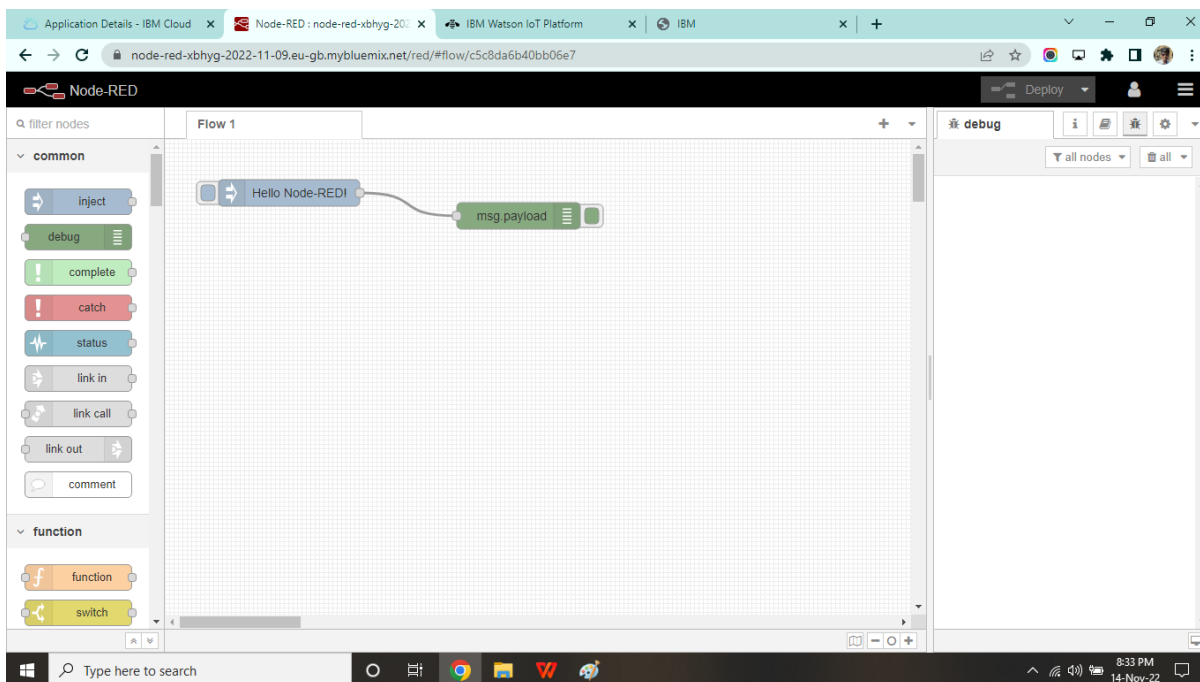 Application Details - IBM Cloud
Node-RED : node-red-xbhyg-202
IBM Watson IoT Platform
IBM
node-red-xbhyg-2022-11-09.eu-gb.mybluemix.net/red/#flow/c5c8da6b40bb06e7
Node-RED
Deploy
filter nodes
Flow 1
debug
i
all nodes
all
common
inject
debug
complete
catch
status
link in
link call
link out
comment
function
function
switch
Hello Node-RED!
msg.payload
Type here to search
8:33 PM
14-Nov-22